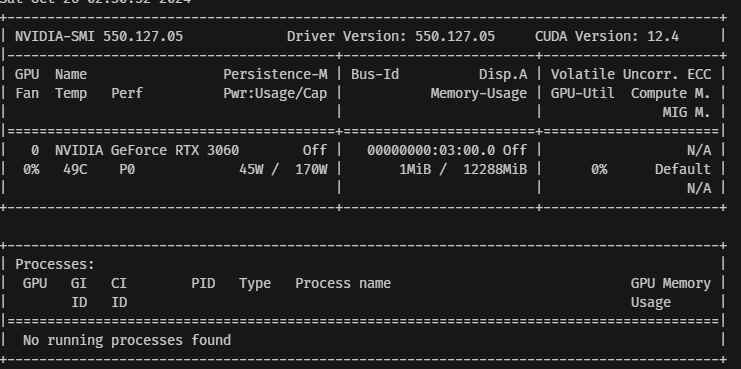 Sat Oct 26 02:50:52 2024
+-----------------------------------------------------------------------------------------+
| NVIDIA-SMI 550.127.05             Driver Version: 550.127.05     CUDA Version: 12.4     |
|-----------------------------------------+------------------------+----------------------+
| GPU  Name                 Persistence-M | Bus-Id          Disp.A | Volatile Uncorr. ECC |
| Fan  Temp   Perf          Pwr:Usage/Cap |           Memory-Usage | GPU-Util  Compute M. |
|                                         |                        |               MIG M. |
|=========================================+========================+======================|
|   0  NVIDIA GeForce RTX 3060        Off |   00000000:03:00.0 Off |                  N/A |
|  0%   49C    P0             45W /  170W |       1MiB /  12288MiB |      0%      Default |
|                                         |                        |                  N/A |
+-----------------------------------------+------------------------+----------------------+
+-----------------------------------------------------------------------------------------+
| Processes:                                                                              |
|  GPU   GI   CI        PID   Type   Process name                              GPU Memory |
|        ID   ID                                                               Usage      |
|=========================================================================================|
|  No running processes found                                                             |
+-----------------------------------------------------------------------------------------+